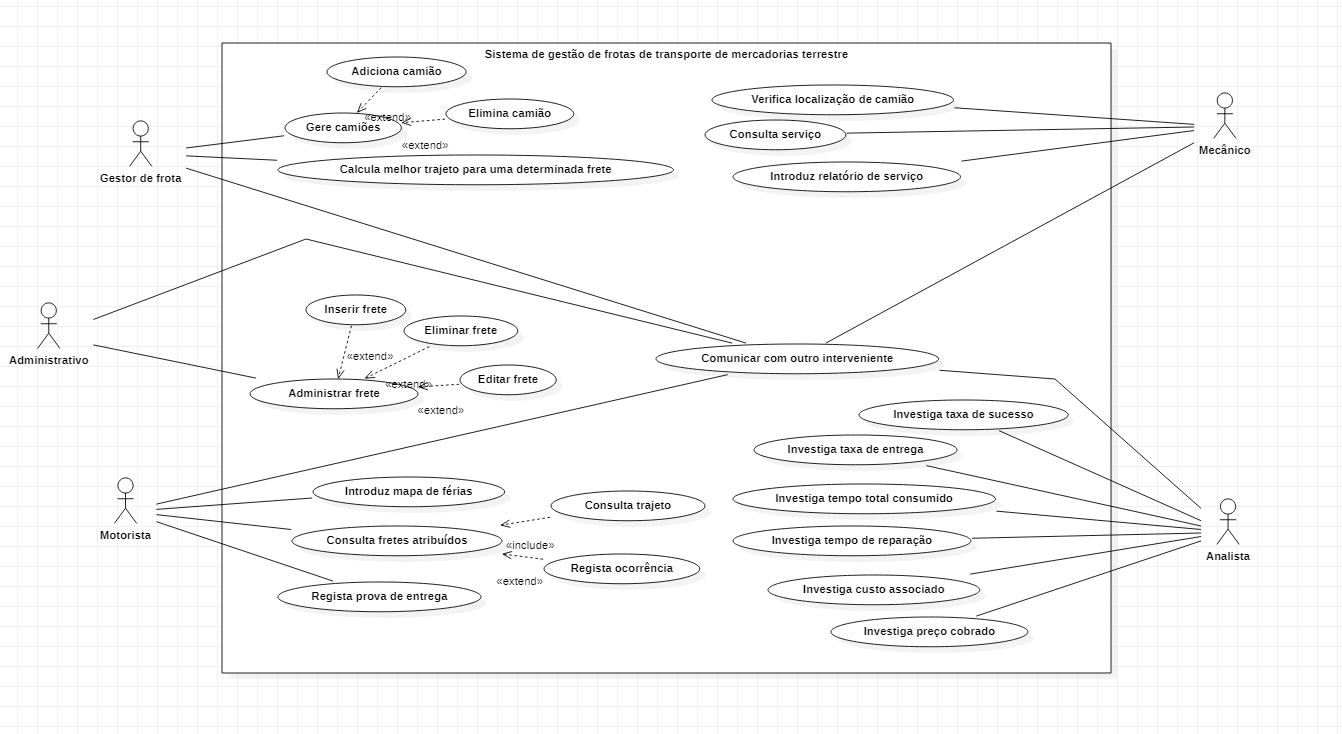 Sistema de gestão de frotas de transporte de mercadorias terrestre
Adiciona camião
«extend»
Elimina camião
Gere camiões
«extend»
Calcula melhor trajeto para uma determinada frete
Gestor de frota
Verifica localização de camião
Consulta serviço
Introduz relatório de serviço
Mecânico
Administrativo
Inserir frete
Eliminar frete
«extend»
«extend»
Editar frete
Administrar frete
«extend»
Comunicar com outro interveniente
Investiga taxa de sucesso
Investiga taxa de entrega
Investiga tempo total consumido
Investiga tempo de reparação
Investiga custo associado
Investiga preço cobrado
Analista
Motorista
Introduz mapa de férias
Consulta trajeto
Consulta fretes atribuídos
«include»
Regista ocorrência
«extend»
Regista prova de entrega